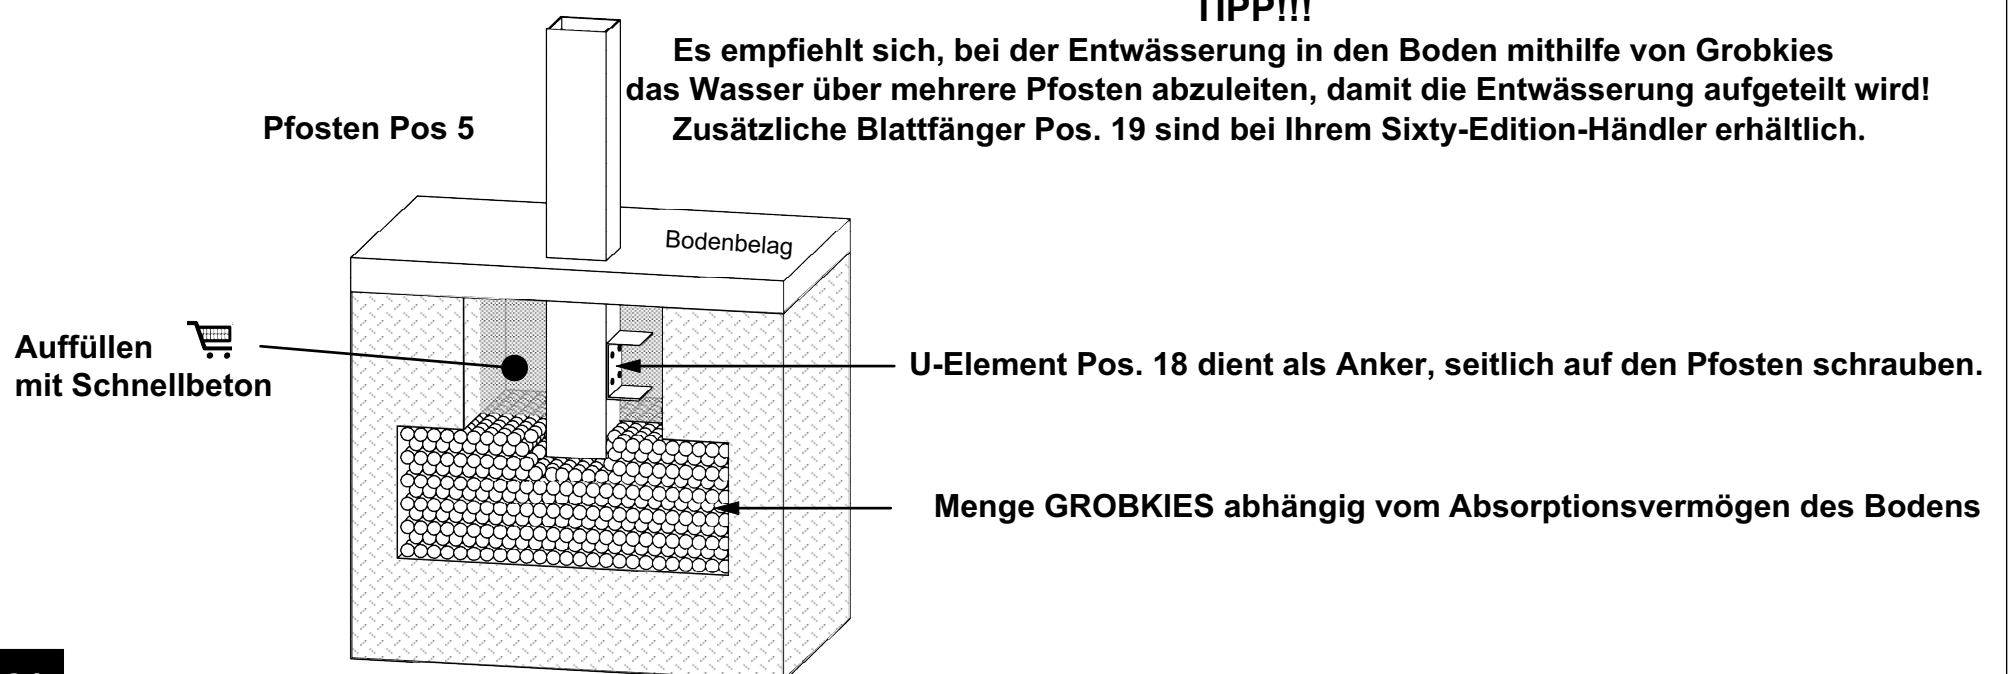 TIPP!!!
Es empfiehlt sich, bei der Entwässerung in den Boden mithilfe von Grobkies
das Wasser über mehrere Pfosten abzuleiten, damit die Entwässerung aufgeteilt wird!
Zusätzliche Blattfänger Pos. 19 sind bei Ihrem Sixty-Edition-Händler erhältlich.
Pfosten Pos 5
Bodenbelag
Auffüllen
mit Schnellbeton
U-Element Pos. 18 dient als Anker, seitlich auf den Pfosten schrauben.
Menge GROBKIES abhängig vom Absorptionsvermögen des Bodens